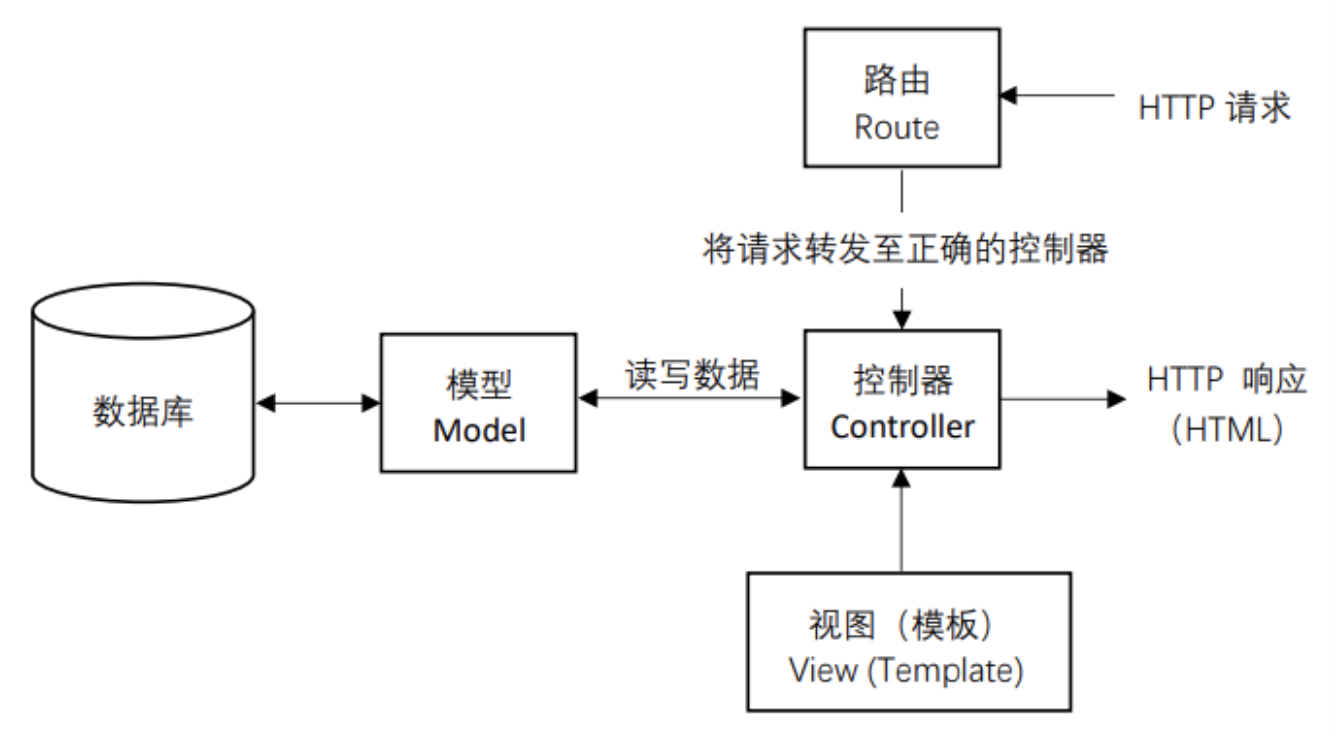 路由
Route
HTTP 请求
将请求转发至正确的控制器
数据库
模型
Model
读写数据
控制器
Controller
HTTP 响应
（HTML）
视图（模板）
View (Template)